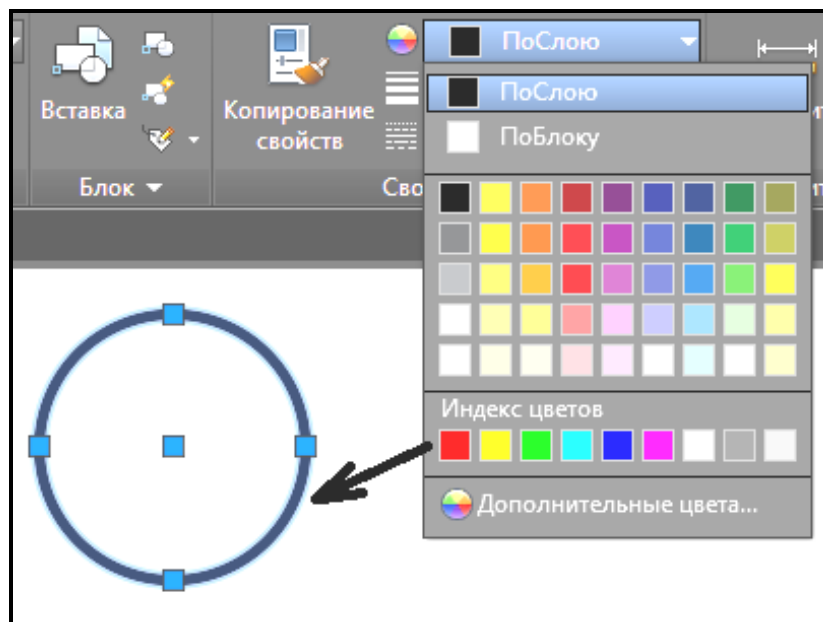 ПоСлою
ПоСлою
ПоБлоку
Вставка
Копирование
свойств
Блок
Сво
Индекс цветов
Дополнительные цвета...